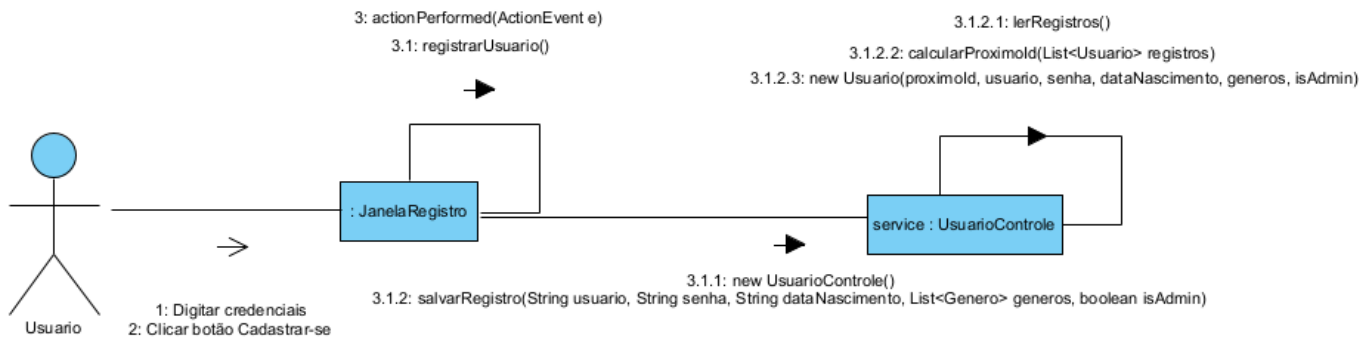 3: actionPerformed(ActionEvent e)
3.1: registrarUsuario()
3.1.2.1: lerRegistros()
3.1.2.2: calcularProximoId(List<Usuario> registros)
3.1.2.3: new Usuario(proximoId, usuario, senha, dataNascimento, generos, isAdmin)
: JanelaRegistro
service : UsuarioControle
3.1.1: new UsuarioControle()
3.1.2: salvarRegistro(String usuario, String senha, String dataNascimento, List<Genero> generos, boolean isAdmin)
1: Digitar credenciais
2: Clicar botão Cadastrar-se
Usuario